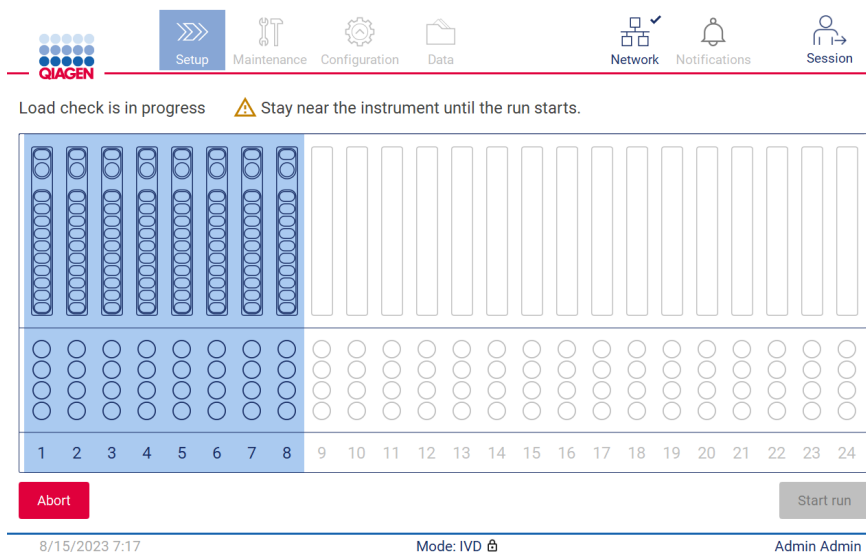 Setup Maintenance Configuration Data Network Notifications Session
QIAGEN
Load check is in progress Stay near the instrument until the run starts.
1 2 3 4 5 6 7 8 9 10 11 12 13 14 15 16 17 18 19 20 21 22 23 24
Abort Start run
8/15/2023 7:17 Mode: IVD Admin Admin